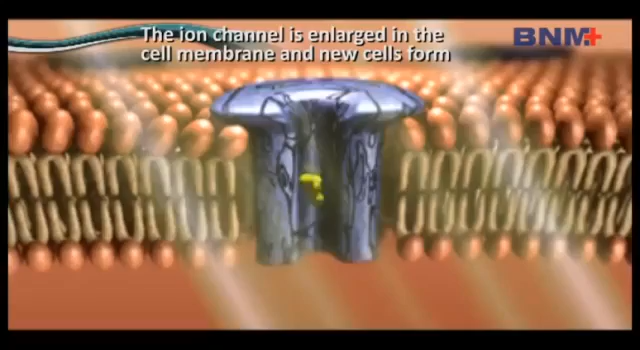 The ion channel is enlarged in the
cell membrane and new cells form
BNM+